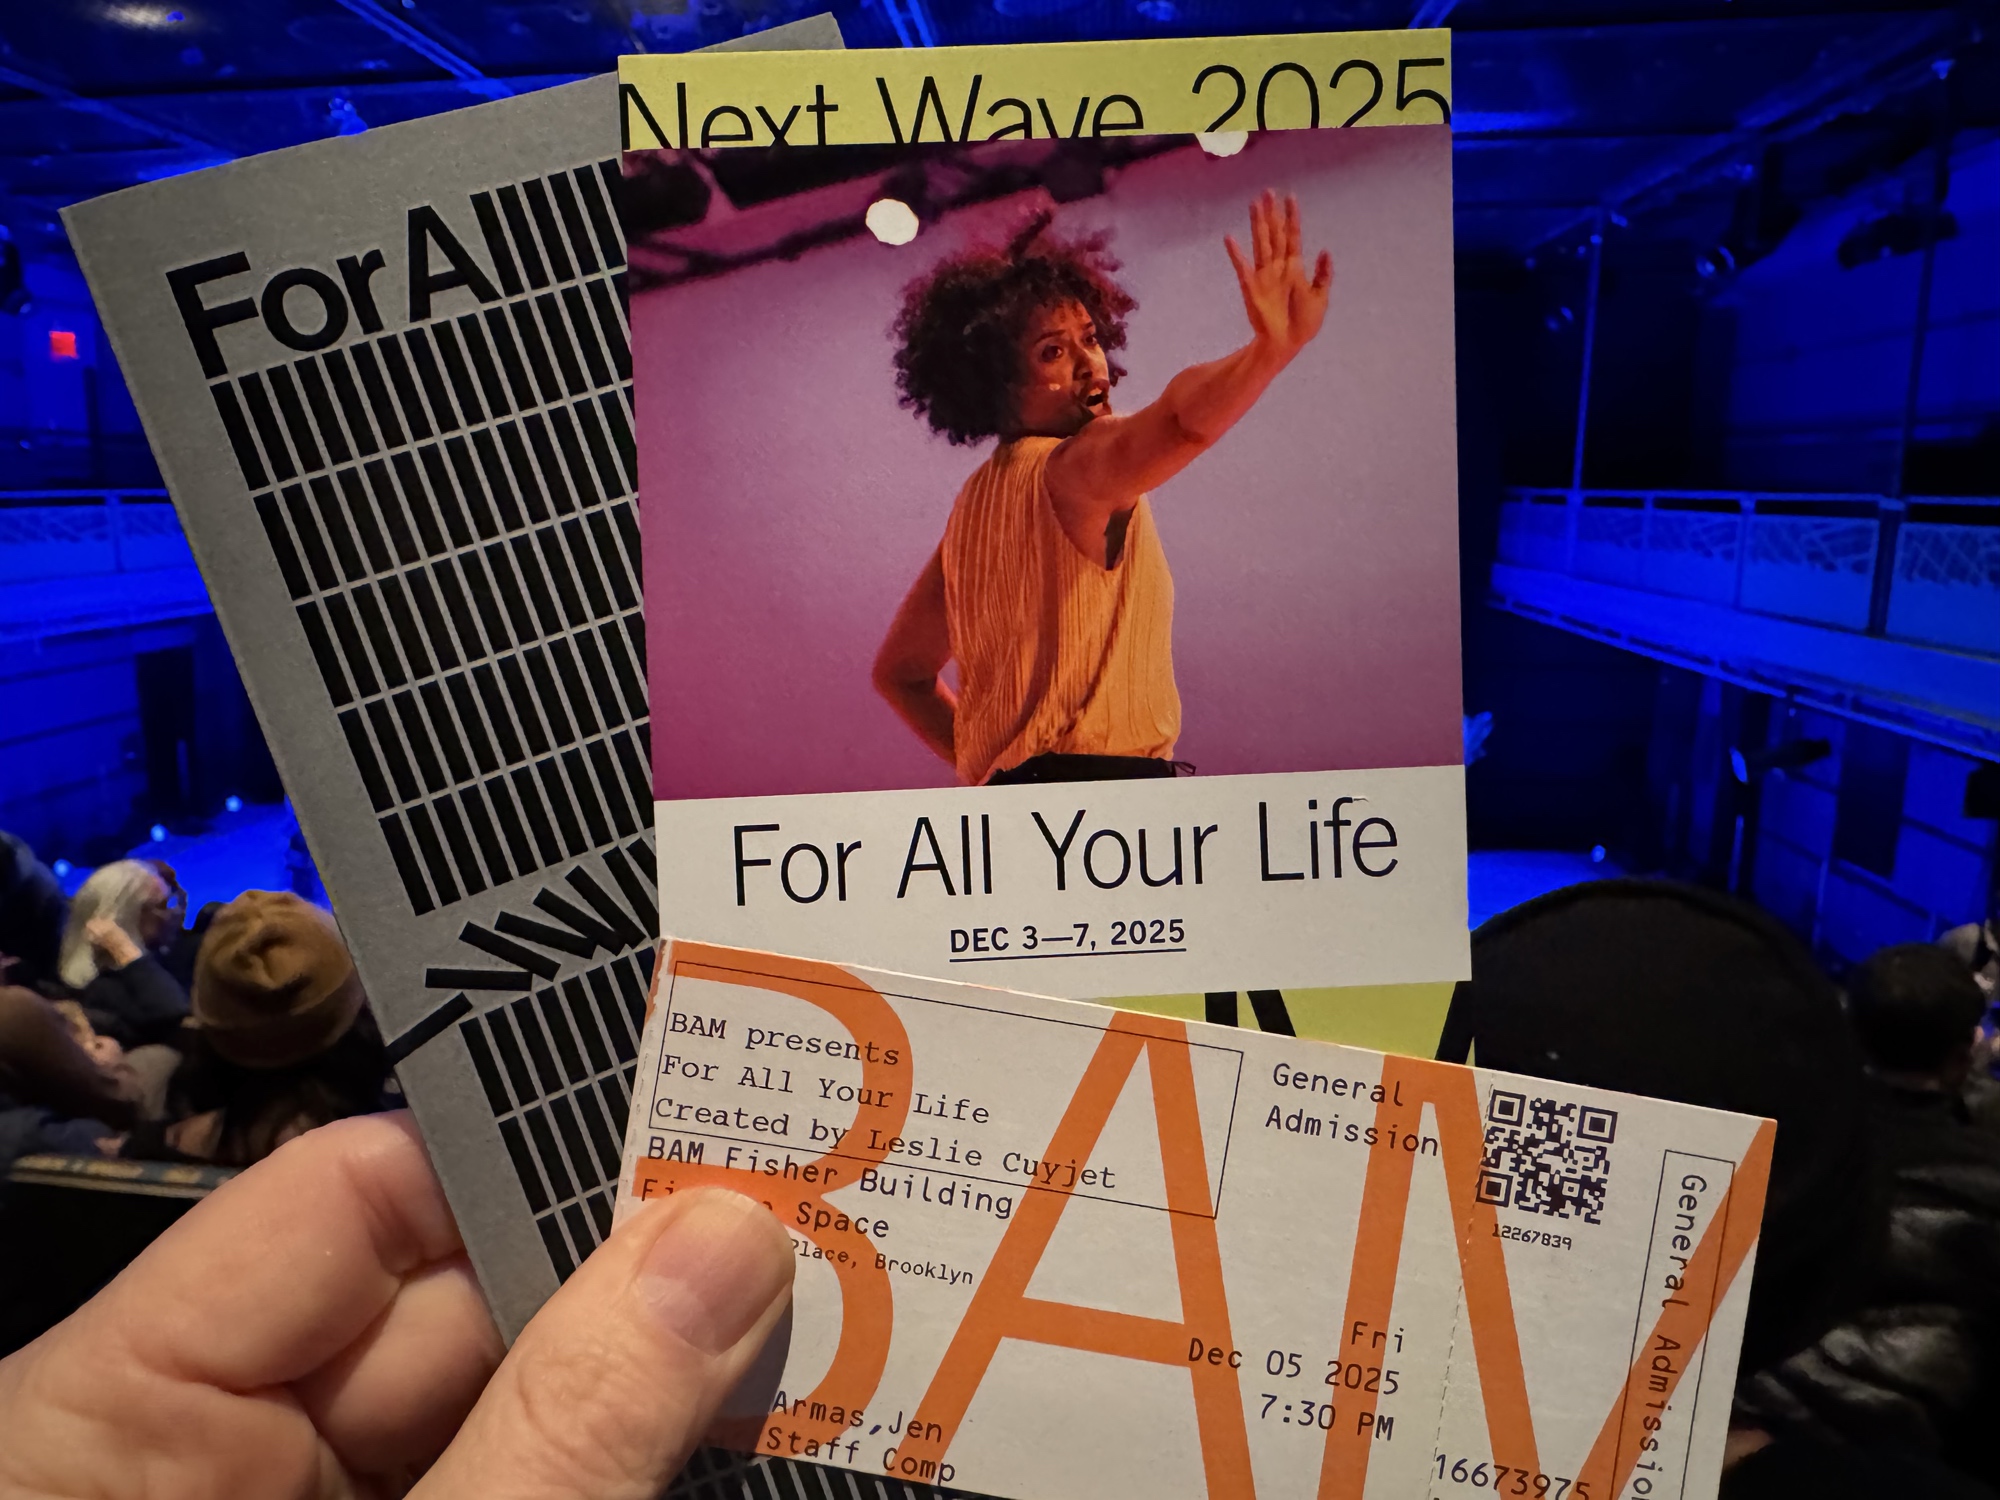 For All
Next Wave 2025
For All Your Life
DEC 3—7, 2025
BAM
BAM presents
For All Your Life
Created by Leslie Cuyjet
BAM Fisher Building
Space
Place, Brooklyn
General
Admission
Fri
Dec 05 2025
7:30 PM
Armas,Jen
Staff Comp
12267839
General Admission
16673975